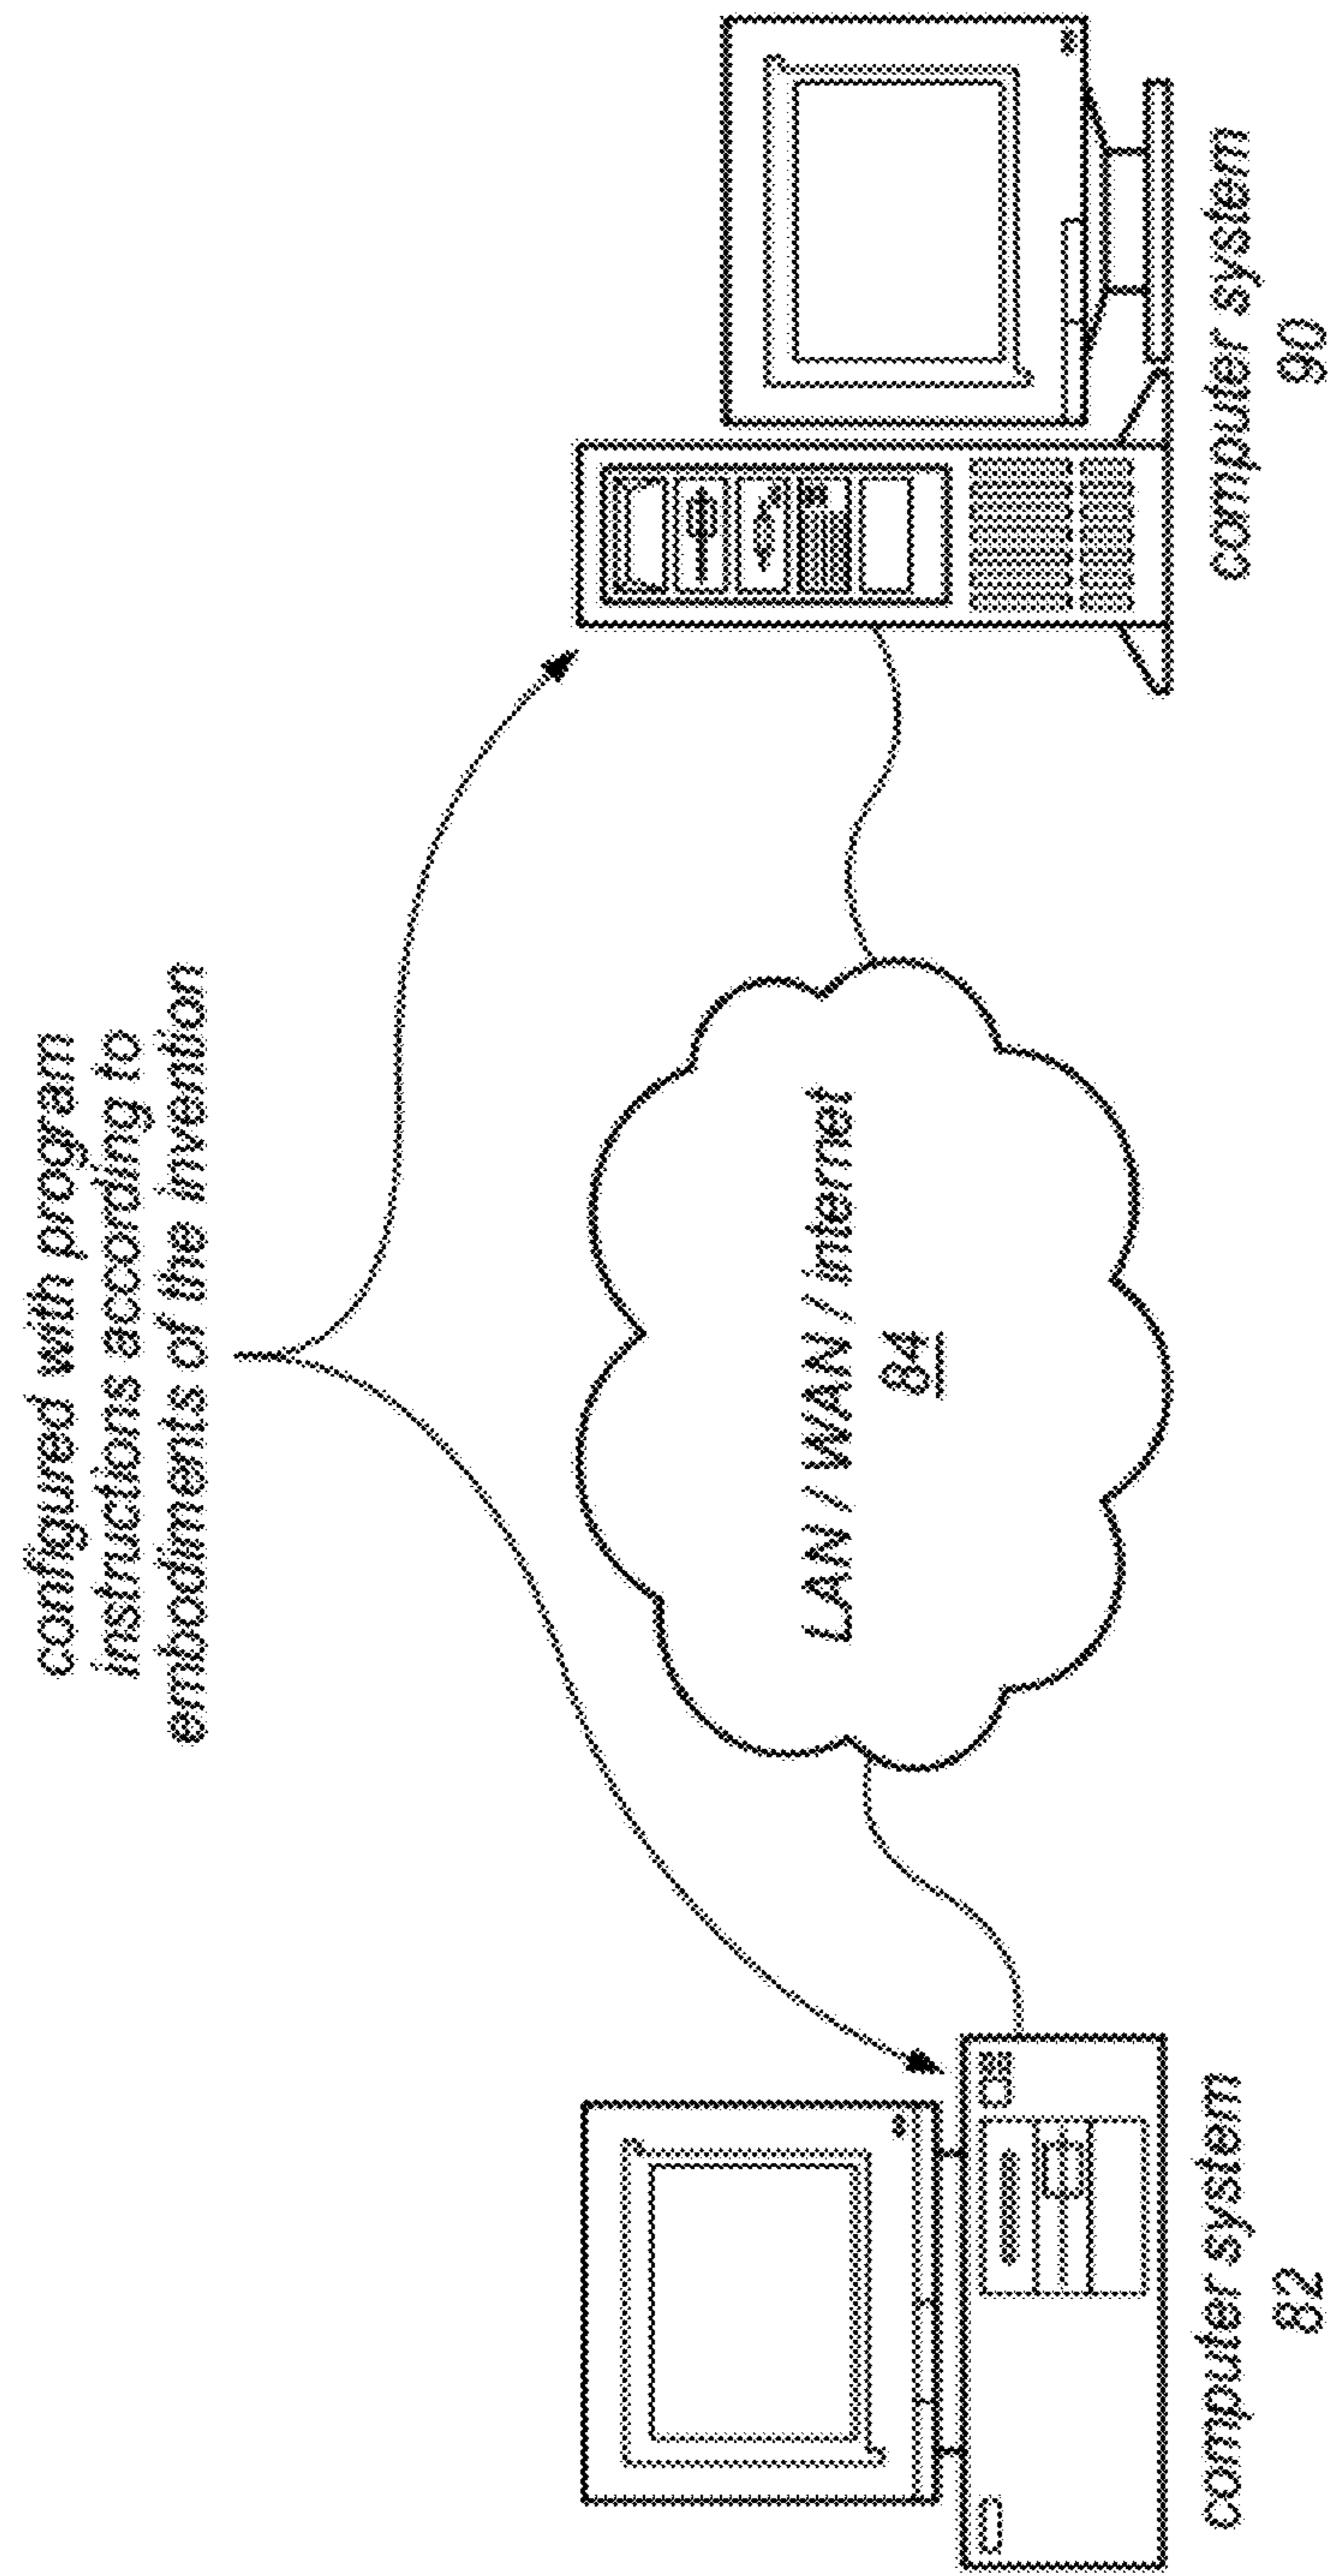 configured with program
instructions according to
embodiments of the invention
LAN / WAN / Internet
84
computer system
82
computer system
90